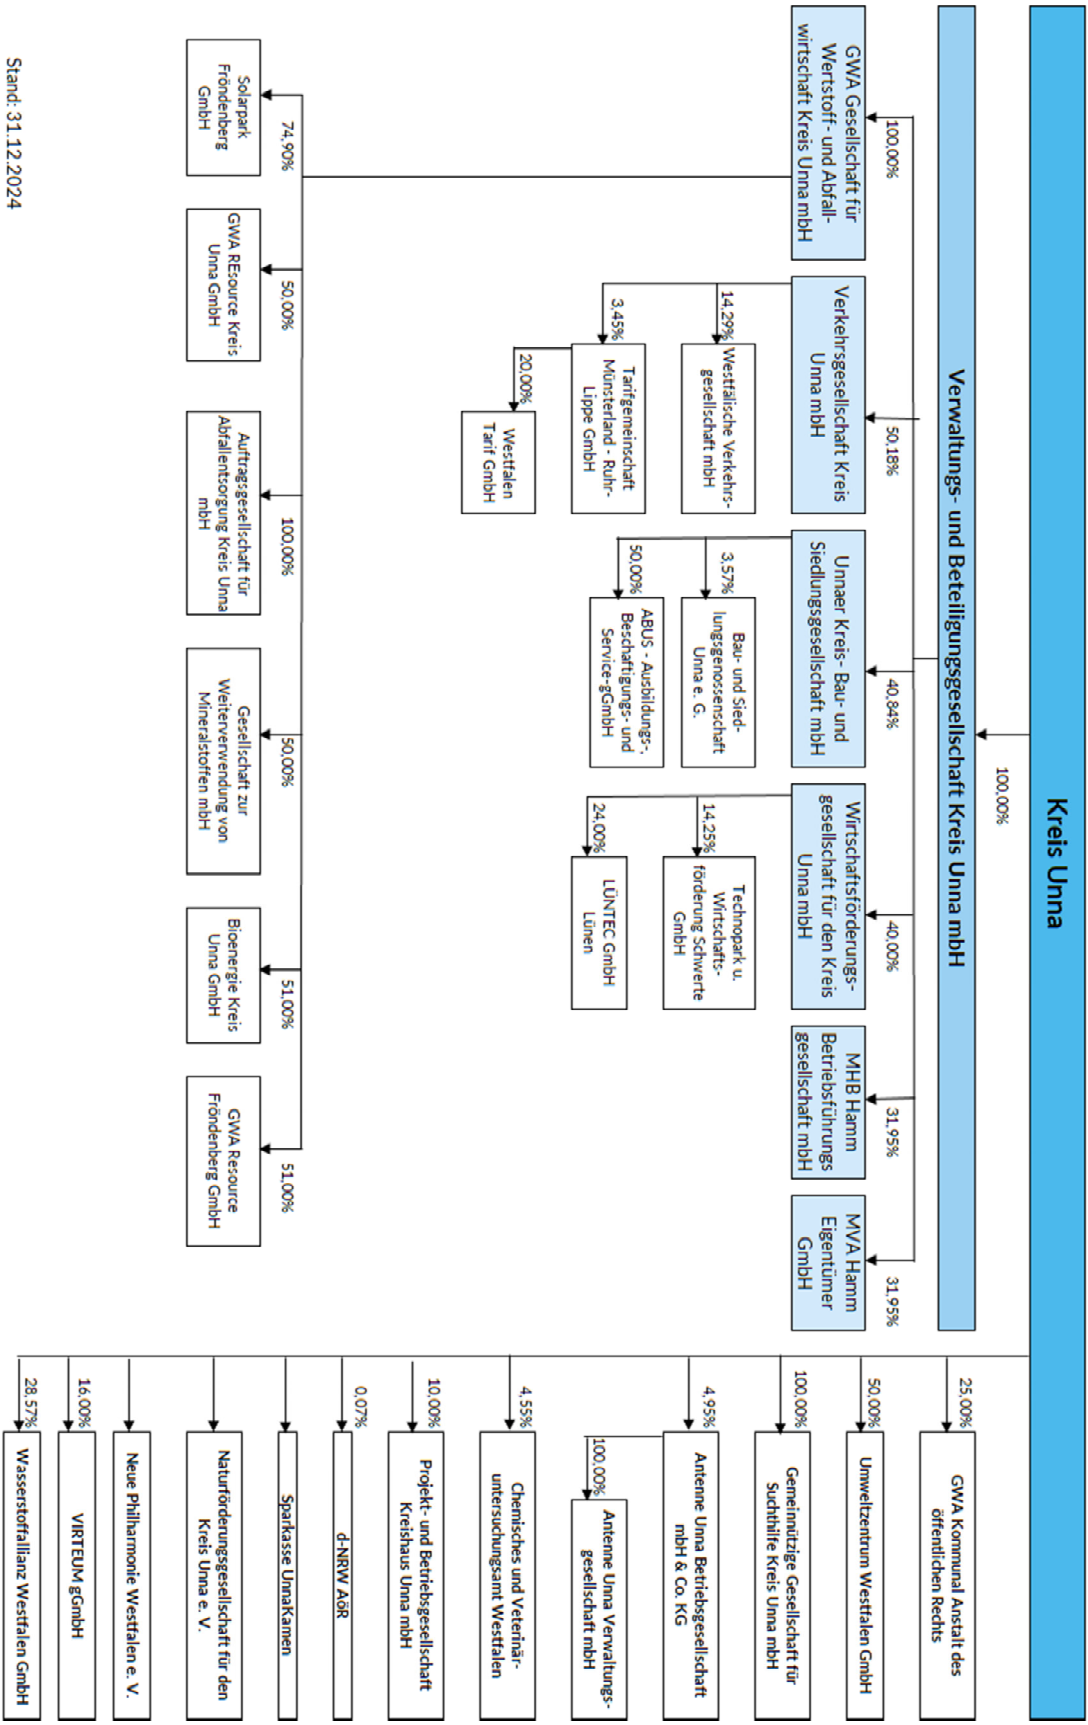 Kreis Unna
100,00%
Verwaltungs- und Beteiligungsgesellschaft Kreis Unna mbH
100,00%
GWA Gesellschaft für
Wertstoff- und Abfall-
wirtschaft Kreis Unna mbH
50,18%
Verkehrsgesellschaft Kreis
Unna mbH
40,84%
Unnaer Kreis- Bau- und
Siedlungsgesellschaft mbH
40,00%
Wirtschaftsförderungs-
gesellschaft für den Kreis
Unna mbH
31,95%
MHB Hamm
Betriebsführungs
gesellschaft mbH
31,95%
MVA Hamm
Eigentümer
GmbH
14,29%
Westfälische Verkehrs-
gesellschaft mbH
3,45%
Tarifgemeinschaft
Münsterland - Ruhr-
Lippe GmbH
20,00%
Westfalen
Tarif GmbH
3,57%
Bau- und Sied-
lungsgenossenschaft
Unna e. G.
50,00%
ABUS - Ausbildungs-,
Beschaftigungs- und
Service-gGmbH
14,25%
Technopark u.
Wirtschafts-
förderung Schwerte
GmbH
24,00%
LÜNTEC GmbH
Lünen
74,90%
Solarpark
Fröndenberg
GmbH
50,00%
GWA REsource Kreis
Unna GmbH
100,00%
Auftragsgesellschaft für
Abfallentsorgung Kreis Unna
mbH
50,00%
Gesellschaft zur
Weiterverwendung von
Mineralstoffen mbH
51,00%
Bioenergie Kreis
Unna GmbH
51,00%
GWA Resource
Fröndenberg GmbH
25,00%
GWA Kommunal Anstalt des
öffentlichen Rechts
50,00%
Umweltzentrum Westfalen GmbH
100,00%
Gemeinnützige Gesellschaft für
Suchthilfe Kreis Unna mbH
4,95%
Antenne Unna Betriebsgesellschaft
mbH & Co. KG
100,00%
Antenne Unna Verwaltungs-
gesellschaft mbH
4,55%
Chemisches und Veterinär-
untersuchungsamt Westfalen
10,00%
Projekt- und Betriebsgesellschaft
Kreishaus Unna mbH
0,07%
d-NRW AöR
Sparkasse UnnaKamen
Naturförderungsgesellschaft für den
Kreis Unna e. V.
Neue Philharmonie Westfalen e. V.
16,00%
VIRTEUM gGmbH
28,57%
Wasserstoffallianz Westfalen GmbH
Stand: 31.12.2024